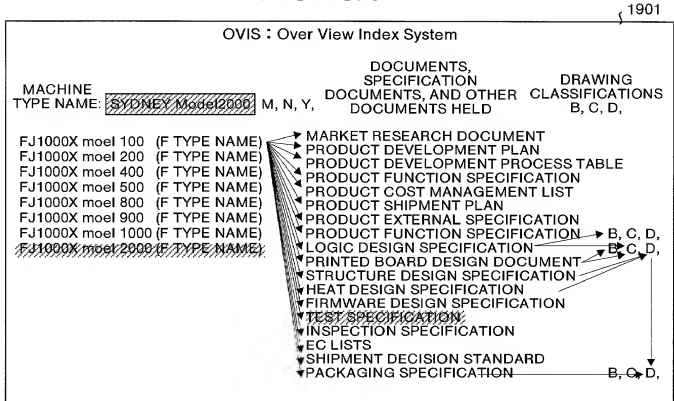 1901
OVIS : Over View Index System
MACHINE
TYPE NAME: SYDNEY Model2000 M, N, Y,
DOCUMENTS,
SPECIFICATION
DOCUMENTS, AND OTHER
DOCUMENTS HELD
DRAWING
CLASSIFICATIONS
B, C, D,
FJ1000X moel 100 (F TYPE NAME)
FJ1000X moel 200 (F TYPE NAME)
FJ1000X moel 400 (F TYPE NAME)
FJ1000X moel 500 (F TYPE NAME)
FJ1000X moel 800 (F TYPE NAME)
FJ1000X moel 900 (F TYPE NAME)
FJ1000X moel 1000 (F TYPE NAME)
FJ1000X moel 2000 (F TYPE NAME)
MARKET RESEARCH DOCUMENT
PRODUCT DEVELOPMENT PLAN
PRODUCT DEVELOPMENT PROCESS TABLE
PRODUCT FUNCTION SPECIFICATION
PRODUCT COST MANAGEMENT LIST
PRODUCT SHIPMENT PLAN
PRODUCT EXTERNAL SPECIFICATION
PRODUCT FUNCTION SPECIFICATION B, C, D,
LOGIC DESIGN SPECIFICATION B, C, D,
PRINTED BOARD DESIGN DOCUMENT
STRUCTURE DESIGN SPECIFICATION
HEAT DESIGN SPECIFICATION
FIRMWARE DESIGN SPECIFICATION
TEST SPECIFICATION
INSPECTION SPECIFICATION
EC LISTS
SHIPMENT DECISION STANDARD
PACKAGING SPECIFICATION B, C, D,